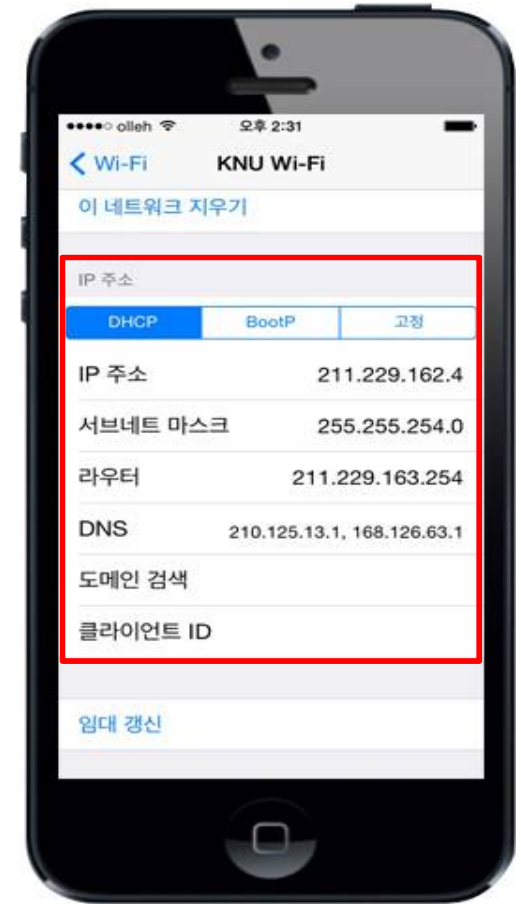 olleh 오후 2:31
Wi-Fi KNU Wi-Fi
이 네트워크 지우기
IP 주소
DHCP BootP 고정
IP 주소 211.229.162.4
서브네트 마스크 255.255.254.0
라우터 211.229.163.254
DNS 210.125.13.1, 168.126.63.1
도메인 검색
클라이언트 ID
임대 갱신